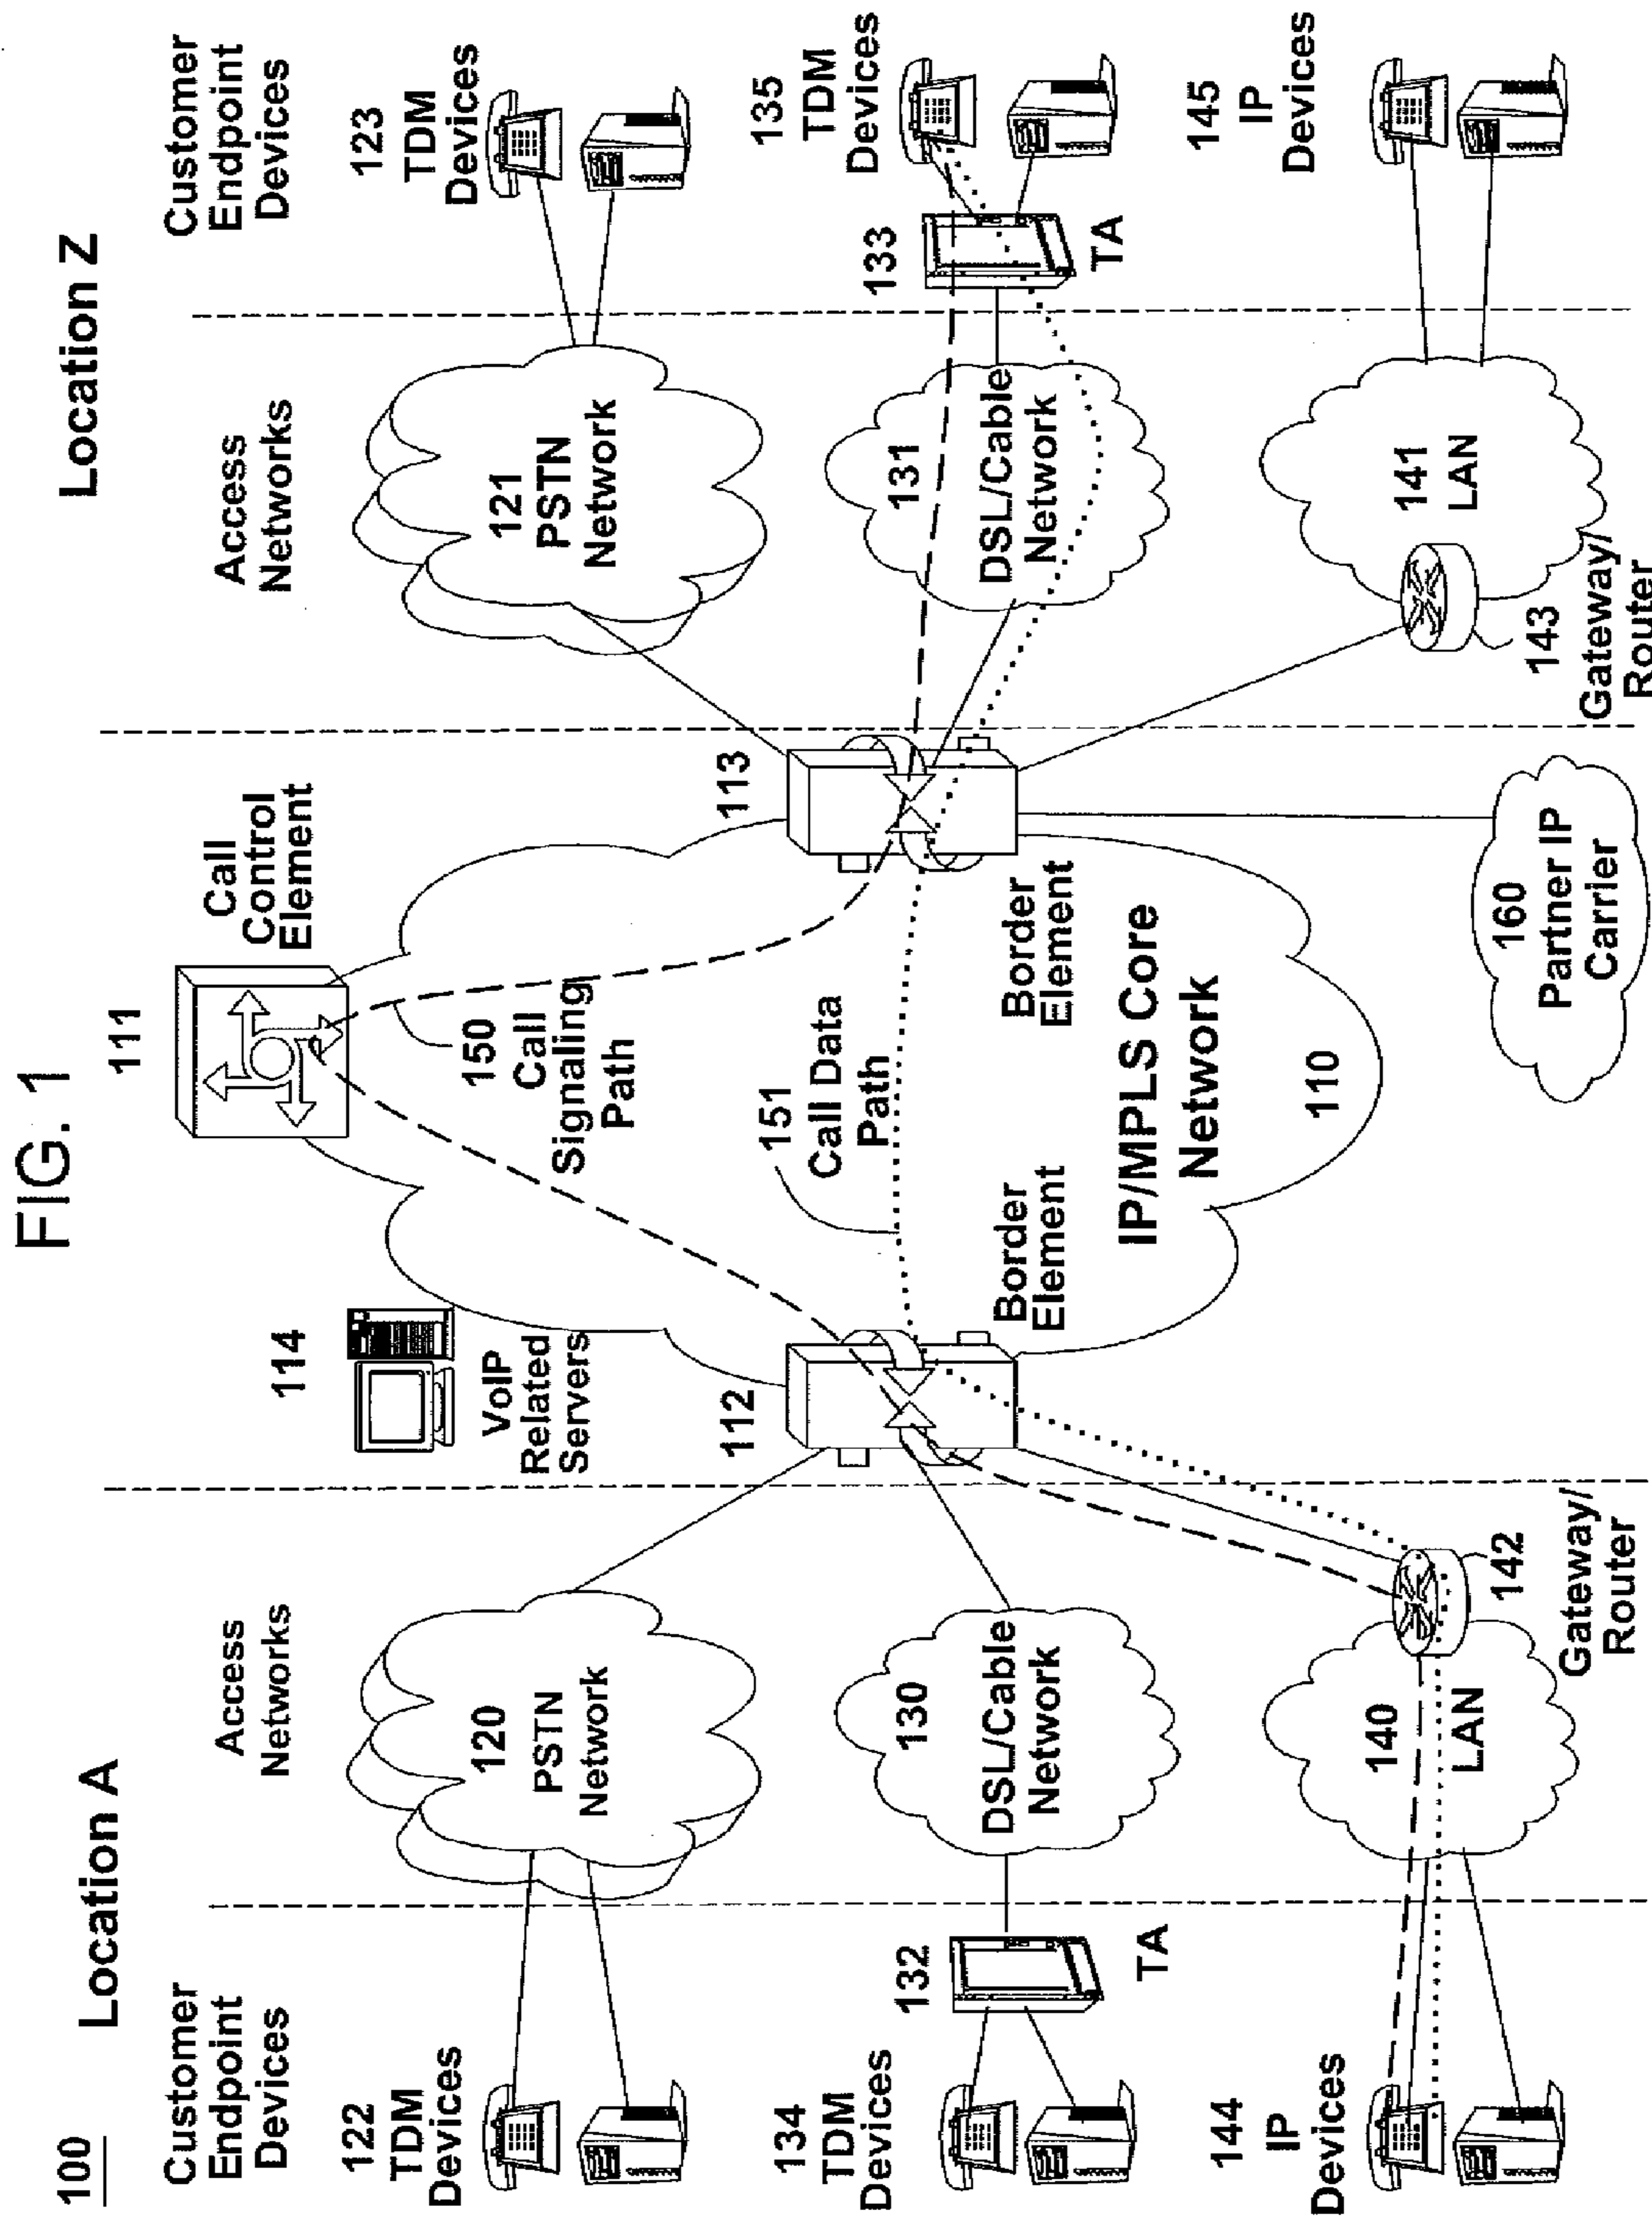 FIG. 1
100
Location A
Location Z
Customer
Endpoint
Devices
Access
Networks
111
Call
Control
Element
Access
Networks
Customer
Endpoint
Devices
122
TDM
Devices
120
PSTN
Network
114
VoIP
Related
Servers
150
Call
Signaling
Path
121
PSTN
Network
123
TDM
Devices
134
TDM
Devices
132
TA
130
DSL/Cable
Network
112
Border
Element
151
Call Data
Path
113
Border
Element
131
DSL/Cable
Network
133
TA
135
TDM
Devices
IP/MPLS Core
Network
110
144
IP
Devices
140
LAN
142
Gateway/
Router
160
Partner IP
Carrier
143
Gateway/
Router
141
LAN
145
IP
Devices